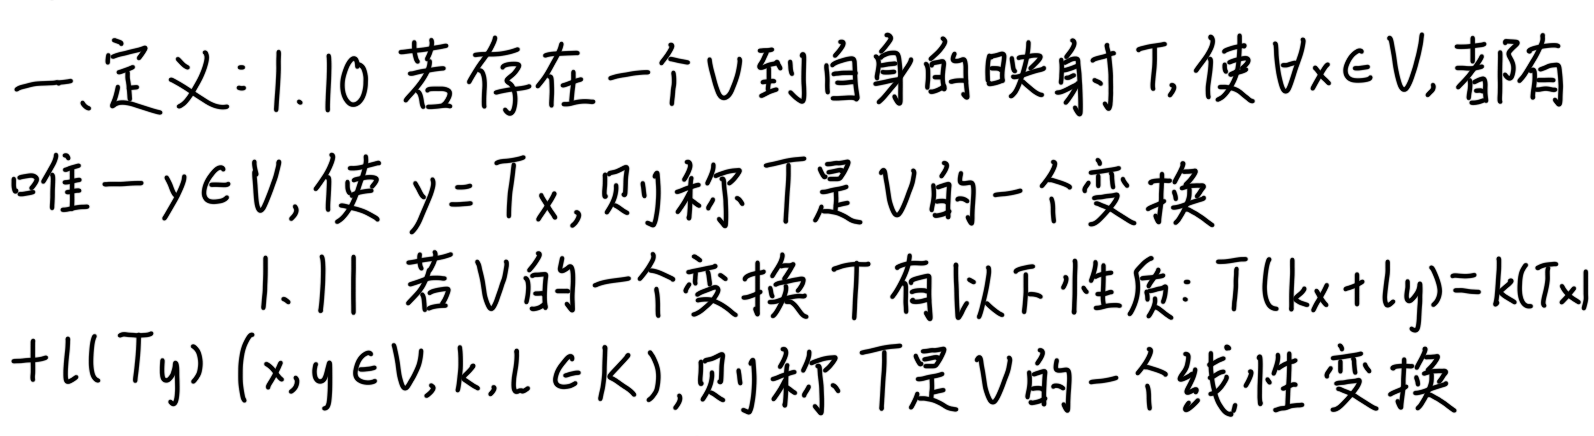 一、定义:1.10 若存在一个V到自身的映射T,使∀x∈V,都有
唯一y∈V,使 y=Tx,则称T是V的一个变换
1、11 若V的一个变换T有以下性质:T(kx+ly)=k(Tx)
+l(Ty) (x,y∈V,k,l∈K),则称T是V的一个线性变换